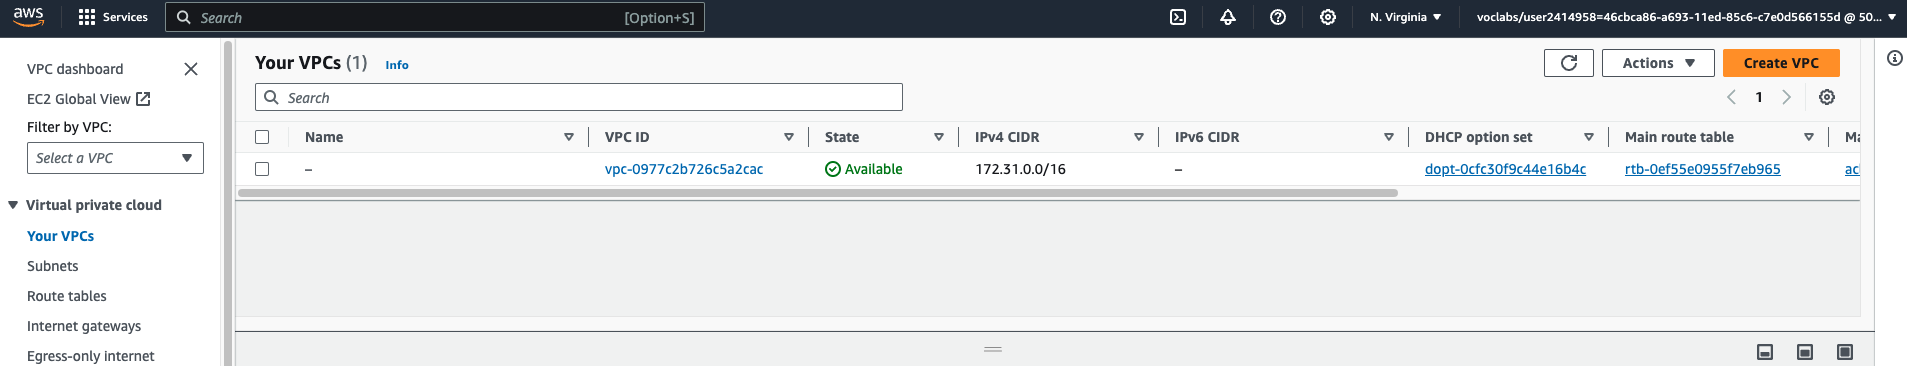 aws
Services
Search
[Option+S]
N. Virginia
voclabs/user2414958=46cbca86-a693-11ed-85c6-c7e0d566155d @ 50...
VPC dashboard
EC2 Global View
Filter by VPC:
Select a VPC
Virtual private cloud
Your VPCs
Subnets
Route tables
Internet gateways
Egress-only internet
Your VPCs (1) Info
Actions
Create VPC
Search
1
Name VPC ID State IPv4 CIDR IPv6 CIDR DHCP option set Main route table Ma
– vpc-0977c2b726c5a2cac Available 172.31.0.0/16 – dopt-0cfc30f9c44e16b4c rtb-0ef55e0955f7eb965 acl